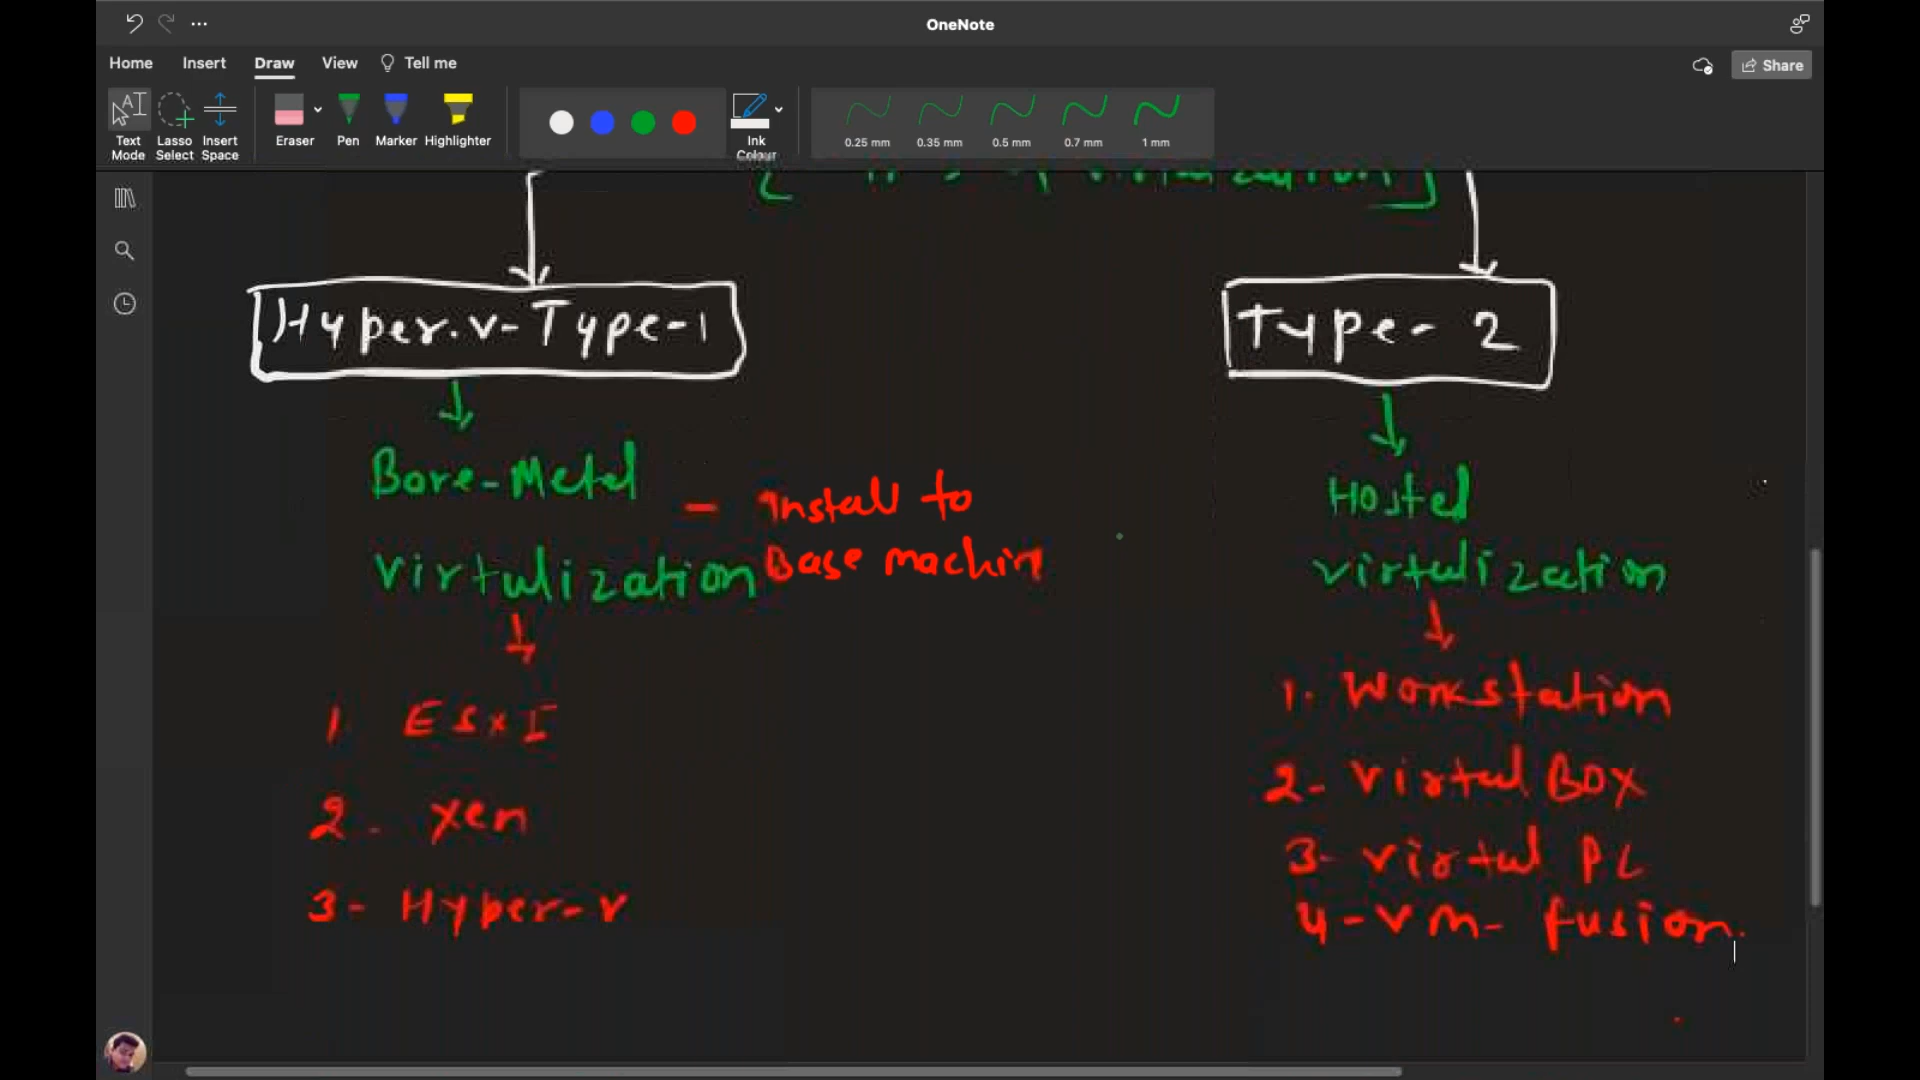 OneNote
Home Insert Draw View Tell me
Share
Text Mode
Lasso Select
Insert Space
Eraser
Pen
Marker
Highlighter
Ink Colour
0.25 mm
0.35 mm
0.5 mm
0.7 mm
1 mm
Hyper.v-Type-1
Type- 2
Bore-Metal
virtulization
- Install to
Base machin
Hosted
virtulization
1. ESXI
2- Xen
3- Hyper-v
1. Workstation
2- virtul BOX
3- virtul PC
4-VM- fusion.